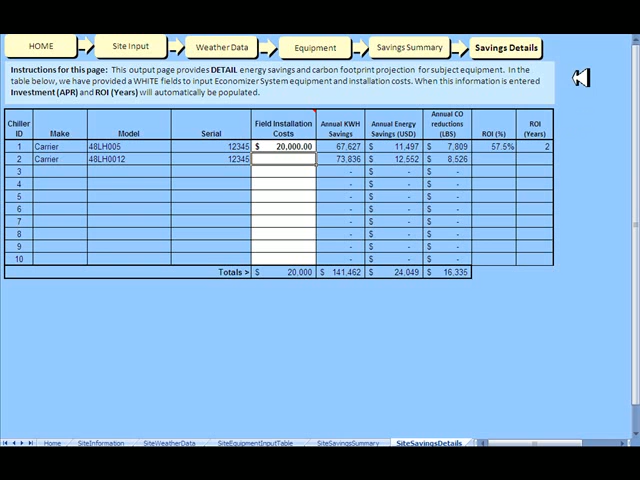 HOME Site Input Weather Data Equipment Savings Summary Savings Details
Instructions for this page: This output page provides DETAIL energy savings and carbon footprint projection for subject equipment. In the
table below, we have provided a WHITE fields to input Economizer System equipment and installation costs. When this information is entered
Investment (APR) and ROI (Years) will automatically be populated.
Chiller ID Make Model Serial Field Installation Costs Annual KWH Savings Annual Energy Savings (USD) Annual CO reductions (LBS) ROI (%) ROI (Years)
1 Carrier 48LH005 12345 $ 20,000.00 67,627 $ 11,497 $ 7,809 57.5% 2
2 Carrier 48LH0012 12345 73,836 $ 12,552 $ 8,526
3 - $ - $ -
4 - $ - $ -
5 - $ - $ -
6 - $ - $ -
7 - $ - $ -
8 - $ - $ -
9 - $ - $ -
10 - $ - $ -
Totals > $ 20,000 $ 141,462 $ 24,049 $ 16,335
Home SiteInformation SiteWeatherData SiteEquipmentInputTable SiteSavingsSummary SiteSavingsDetails